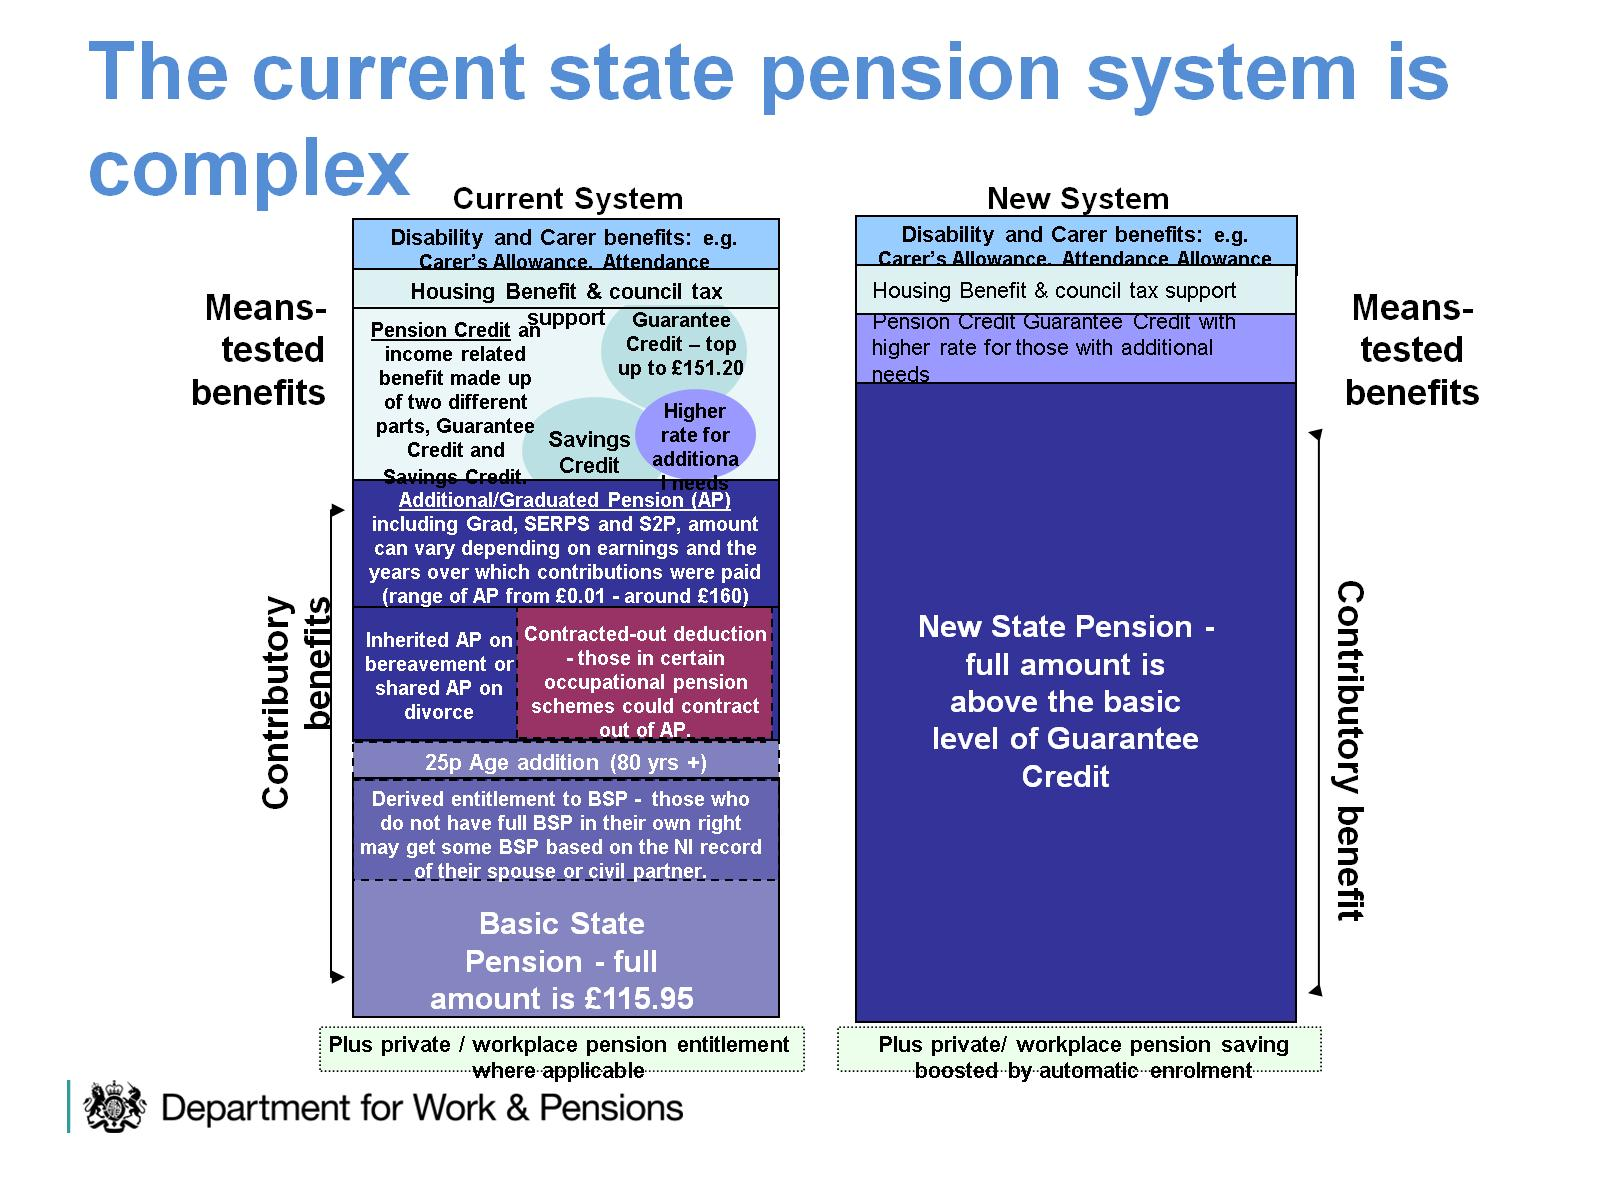 The current state pension system is
complex
Current System
Disability and Carer benefits: e.g.
Carer's Allowance, Attendance
Housing Benefit & council tax
support
Means-
tested
benefits
Pension Credit an
income related
benefit made up
of two different
parts, Guarantee
Credit and
Savings Credit.
Guarantee
Credit – top
up to £151.20
Savings
Credit
Higher
rate for
additiona
l needs
Additional/Graduated Pension (AP)
including Grad, SERPS and S2P, amount
can vary depending on earnings and the
years over which contributions were paid
(range of AP from £0.01 - around £160)
Contributory
benefits
Inherited AP on
bereavement or
shared AP on
divorce
Contracted-out deduction
- those in certain
occupational pension
schemes could contract
out of AP.
25p Age addition (80 yrs +)
Derived entitlement to BSP - those who
do not have full BSP in their own right
may get some BSP based on the NI record
of their spouse or civil partner.
Basic State
Pension - full
amount is £115.95
Plus private / workplace pension entitlement
where applicable
New System
Disability and Carer benefits: e.g.
Carer's Allowance, Attendance Allowance
Housing Benefit & council tax support
Pension Credit Guarantee Credit with
higher rate for those with additional
needs
Means-
tested
benefits
New State Pension -
full amount is
above the basic
level of Guarantee
Credit
Contributory benefit
Plus private/ workplace pension saving
boosted by automatic enrolment
Department for Work & Pensions